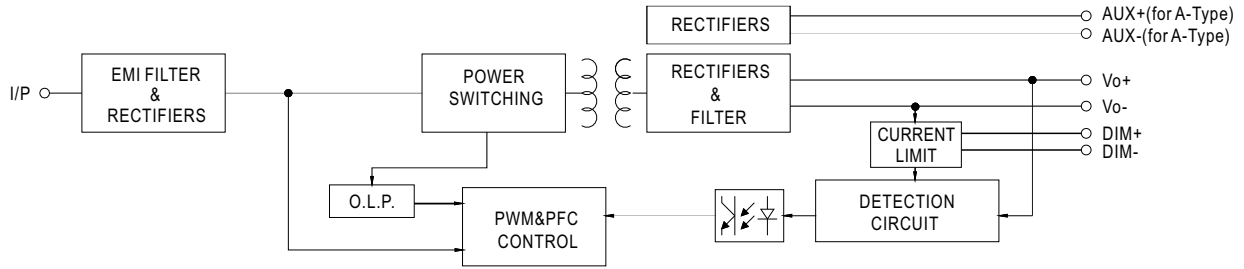 RECTIFIERS
AUX+(for A-Type)
AUX-(for A-Type)
I/P
EMI FILTER
&
RECTIFIERS
POWER
SWITCHING
RECTIFIERS
&
FILTER
Vo+
Vo-
CURRENT
LIMIT
DIM+
DIM-
O.L.P.
PWM&PFC
CONTROL
DETECTION
CIRCUIT